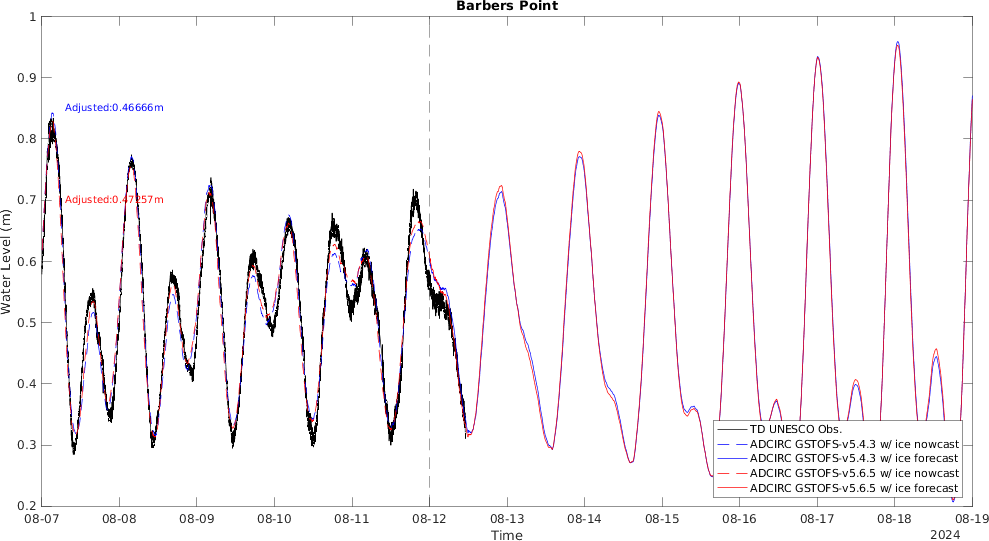 Barbers Point
Water Level (m)
1
0.9
0.8
0.7
0.6
0.5
0.4
0.3
0.2
Adjusted:0.46666m
Adjusted:0.47257m
TD UNESCO Obs.
ADCIRC GSTOFS-v5.4.3 w/ ice nowcast
ADCIRC GSTOFS-v5.4.3 w/ ice forecast
ADCIRC GSTOFS-v5.6.5 w/ ice nowcast
ADCIRC GSTOFS-v5.6.5 w/ ice forecast
08-07 08-08 08-09 08-10 08-11 08-12 08-13 08-14 08-15 08-16 08-17 08-18 08-19
Time
2024